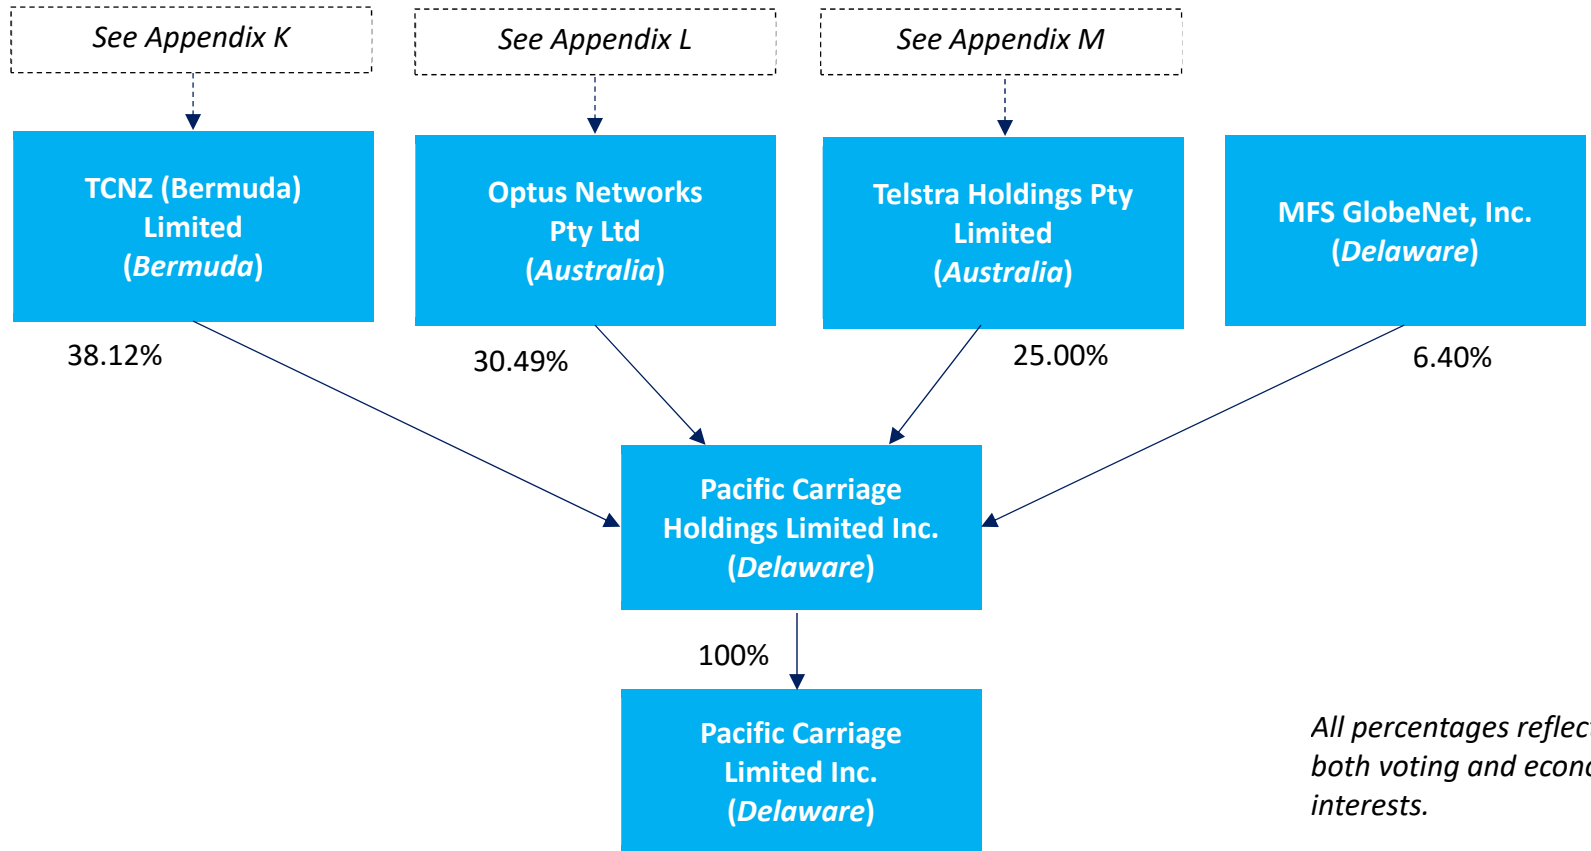 See Appendix K
See Appendix L
See Appendix M
TCNZ (Bermuda)
Limited
(Bermuda)
Optus Networks
Pty Ltd
(Australia)
Telstra Holdings Pty
Limited
(Australia)
MFS GlobeNet, Inc.
(Delaware)
38.12%
30.49%
25.00%
6.40%
Pacific Carriage
Holdings Limited Inc.
(Delaware)
100%
Pacific Carriage
Limited Inc.
(Delaware)
All percentages reflect
both voting and econo
interests.